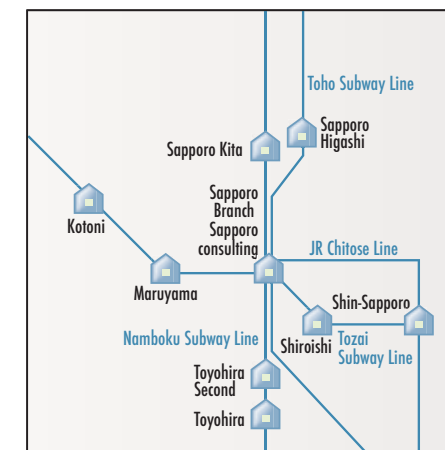 Toho Subway Line
Sapporo
Higashi
Sapporo Kita
Sapporo
Branch
Sapporo
consulting
Kotoni
JR Chitose Line
Maruyama
Shin-Sapporo
Namboku Subway Line
Shiroishi
Tozai
Subway Line
Toyohira
Second
Toyohira